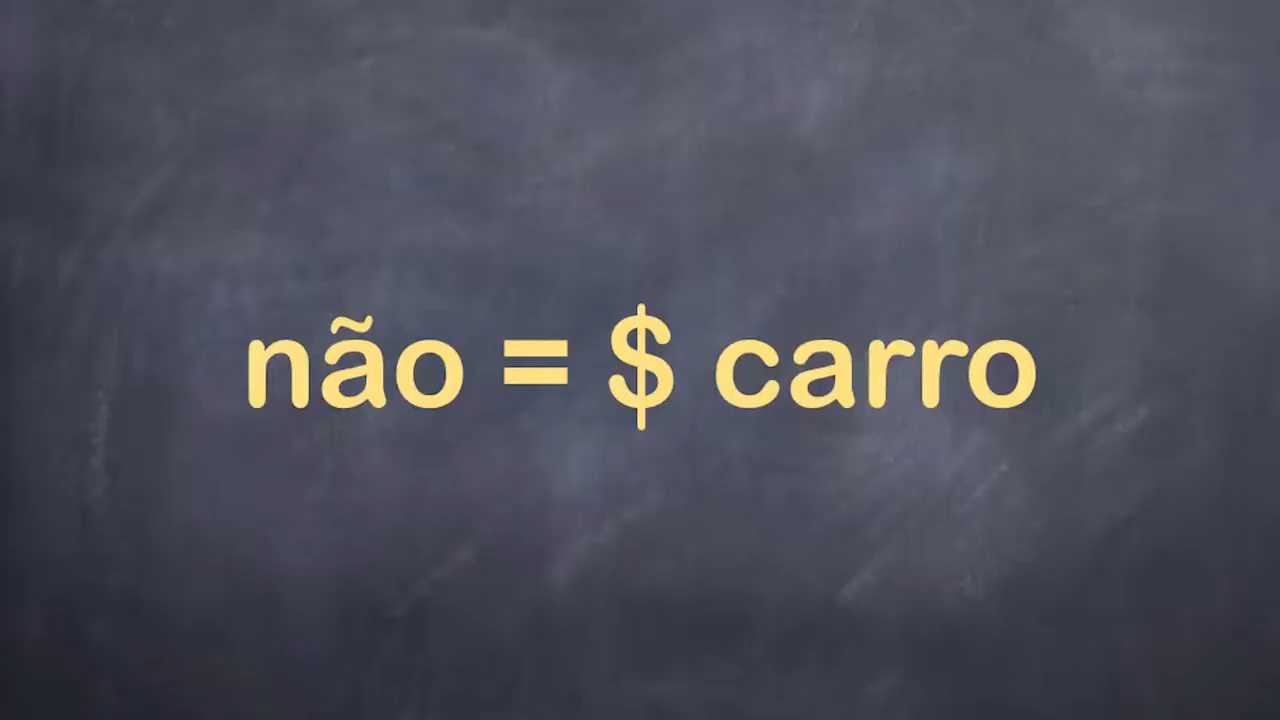 não = $ carro